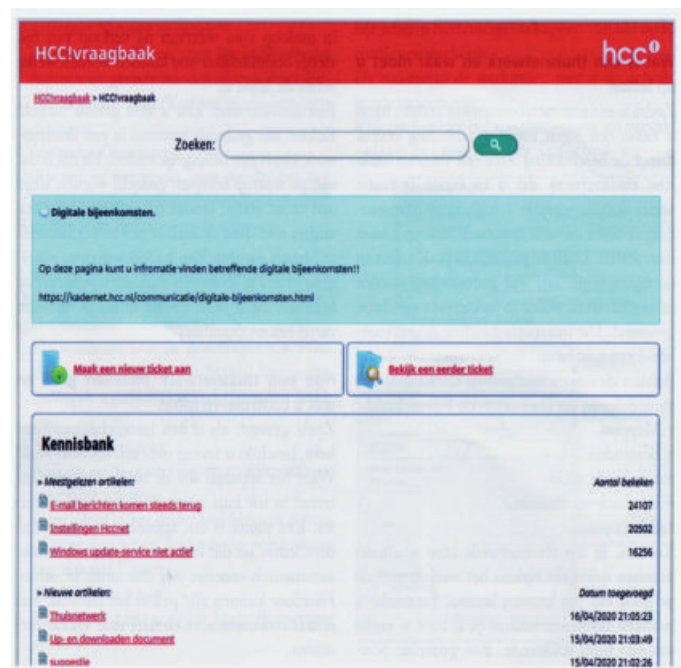 HCC!vraagbaak
hcc
HCC!vraagbaak » HCC!vraagbaak
Zoeken:
Digitale bijeenkomsten.
Op deze pagina kunt u infromatie vinden betreffende digitale bijeenkomsten!!
https://kadernet.hcc.nl/communicatie/digitale-bijeenkomsten.html
Maak een nieuw ticket aan
Bekijk een eerder ticket
Kennisbank
» Meestgelezen artikelen: Aantal bekeken
E-mail berichten komen steeds terug 24107
Instellingen Hccnet 20502
Windows update-service niet actief 16256
» Nieuwe artikelen: Datum toegevoegd
Thuisnetwerk 16/04/2020 21:05:23
Up- en downloaden document 15/04/2020 21:03:49
suggestie 15/04/2020 21:02:26